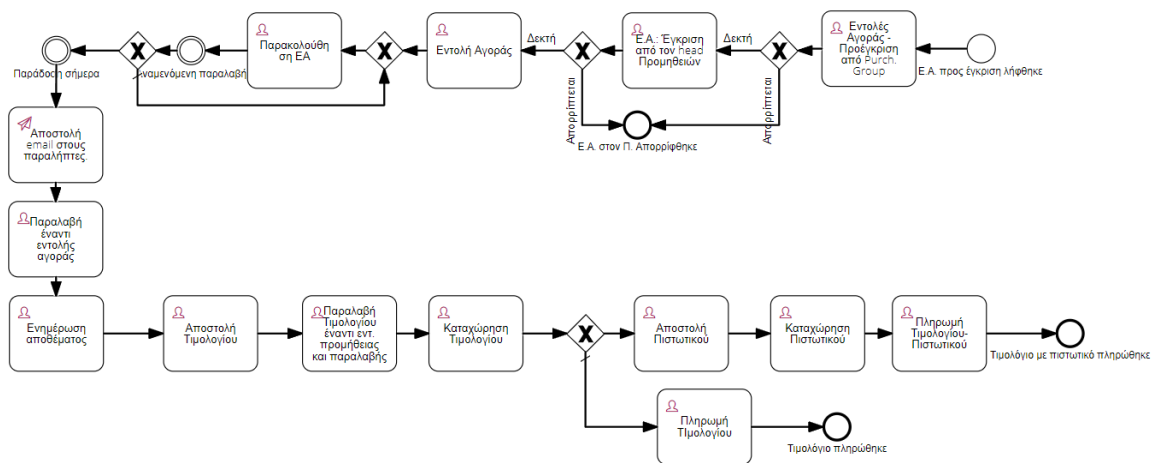 Παράδοση σήμερα
ναμενόμενη παραλαβή
Παρακολούθη
ση ΕΑ
Εντολή Αγοράς
Δεκτή
Απορρίπτεται
Ε.Α.: Έγκριση
από τον head
Προμηθειών
Δεκτή
Απορρίπτεται
Εντολές
Αγοράς -
Προέγκριση
από Purch.
Group
Ε.Α. προς έγκριση λήφθηκε
Ε.Α. στον Π. Απορρίφθηκε
Αποστολή
email στους
παραλήπτες.
Παραλαβή
έναντι
εντολής
αγοράς
Ενημέρωση
αποθέματος
Αποστολή
Τιμολογίου
Παραλαβή
Τιμολογίου
έναντι εντ.
προμήθειας
και παραλαβής
Καταχώρηση
Τιμολογίου
Αποστολή
Πιστωτικού
Καταχώρηση
Πιστωτικού
Πληρωμή
Τιμολογίου-
Πιστωτικού
Τιμολόγιο με πιστωτικό πληρώθηκε
Πληρωμή
ΤΙμολογίου
Τιμολόγιο πληρώθηκε